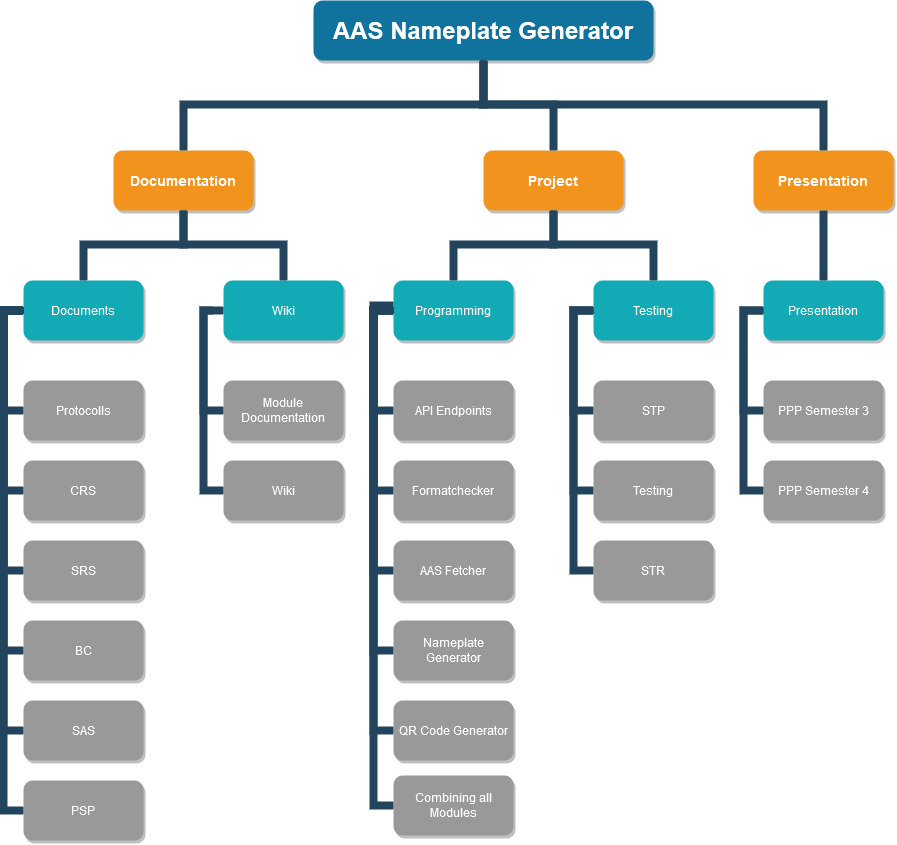 AAS Nameplate Generator
Documentation
Project
Presentation
Documents
Wiki
Programming
Testing
Presentation
Protocolls
Module
Documentation
API Endpoints
STP
PPP Semester 3
CRS
Wiki
Formatchecker
Testing
PPP Semester 4
SRS
AAS Fetcher
STR
BC
Nameplate
Generator
SAS
QR Code Generator
PSP
Combining all
Modules